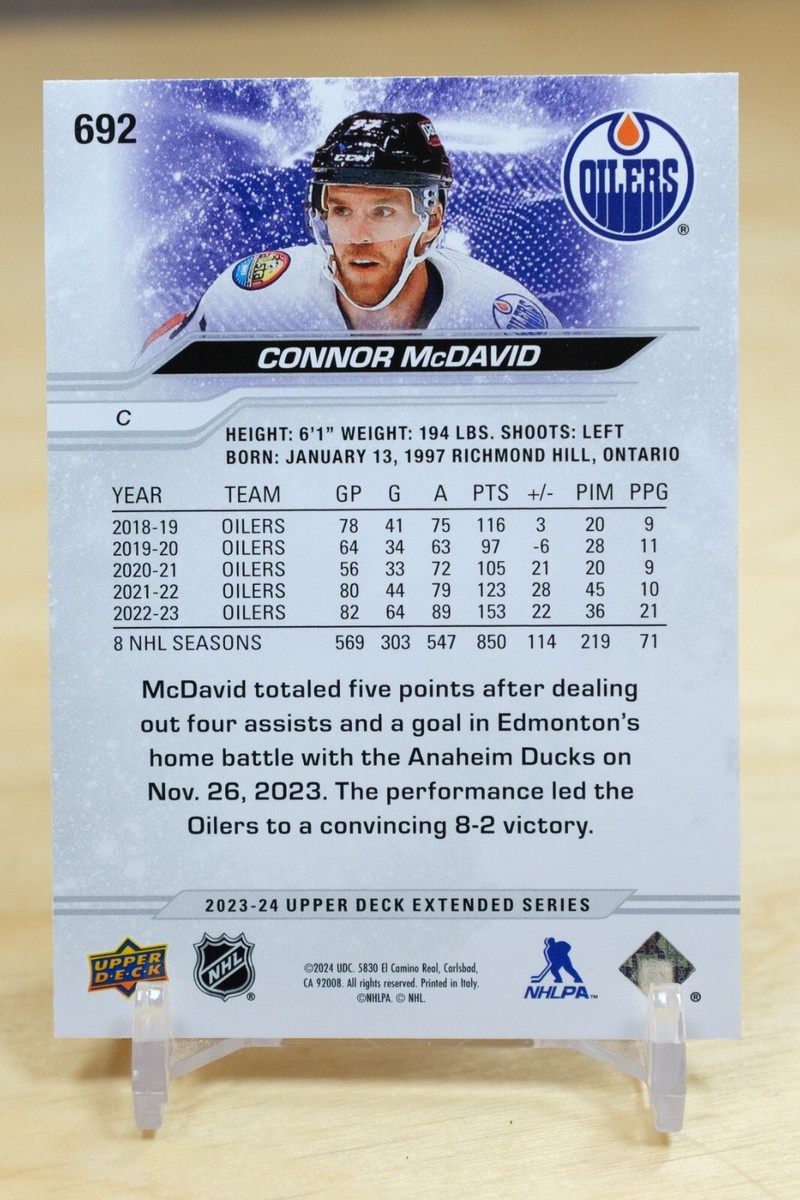 692
97
CCM
OILERS
®
OILERS
CONNOR McDAVID
C
HEIGHT: 6'1" WEIGHT: 194 LBS. SHOOTS: LEFT
BORN: JANUARY 13, 1997 RICHMOND HILL, ONTARIO
YEAR TEAM GP G A PTS +/- PIM PPG
2018-19 OILERS 78 41 75 116 3 20 9
2019-20 OILERS 64 34 63 97 -6 28 11
2020-21 OILERS 56 33 72 105 21 20 9
2021-22 OILERS 80 44 79 123 28 45 10
2022-23 OILERS 82 64 89 153 22 36 21
8 NHL SEASONS 569 303 547 850 114 219 71
McDavid totaled five points after dealing
out four assists and a goal in Edmonton's
home battle with the Anaheim Ducks on
Nov. 26, 2023. The performance led the
Oilers to a convincing 8-2 victory.
2023-24 UPPER DECK EXTENDED SERIES
UPPER
D·E·C·K
NHL
®
©2024 UDC. 5830 El Camino Real, Carlsbad,
CA 92008. All rights reserved. Printed in Italy.
©NHLPA. © NHL.
NHLPA™
®